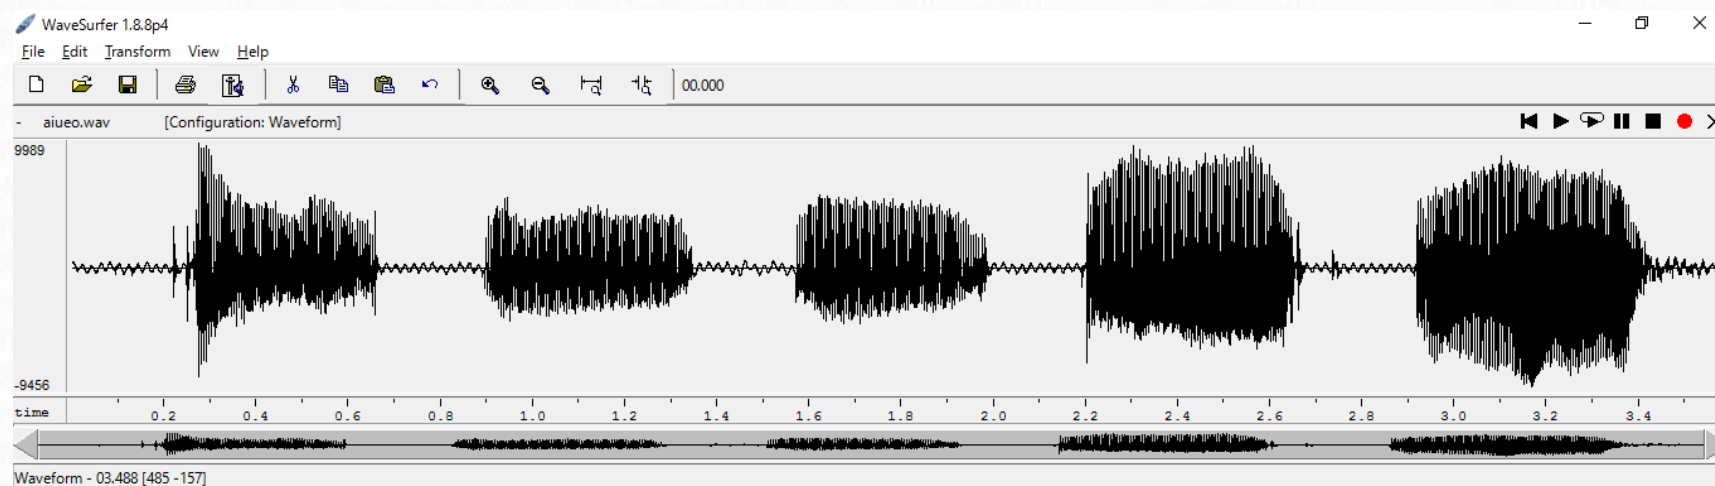 WaveSurfer 1.8.8p4
File Edit Transform View Help
00.000
- aiueo.wav [Configuration: Waveform]
9989
-9456
time 0.2 0.4 0.6 0.8 1.0 1.2 1.4 1.6 1.8 2.0 2.2 2.4 2.6 2.8 3.0 3.2 3.4
Waveform - 03.488 [485 -157]